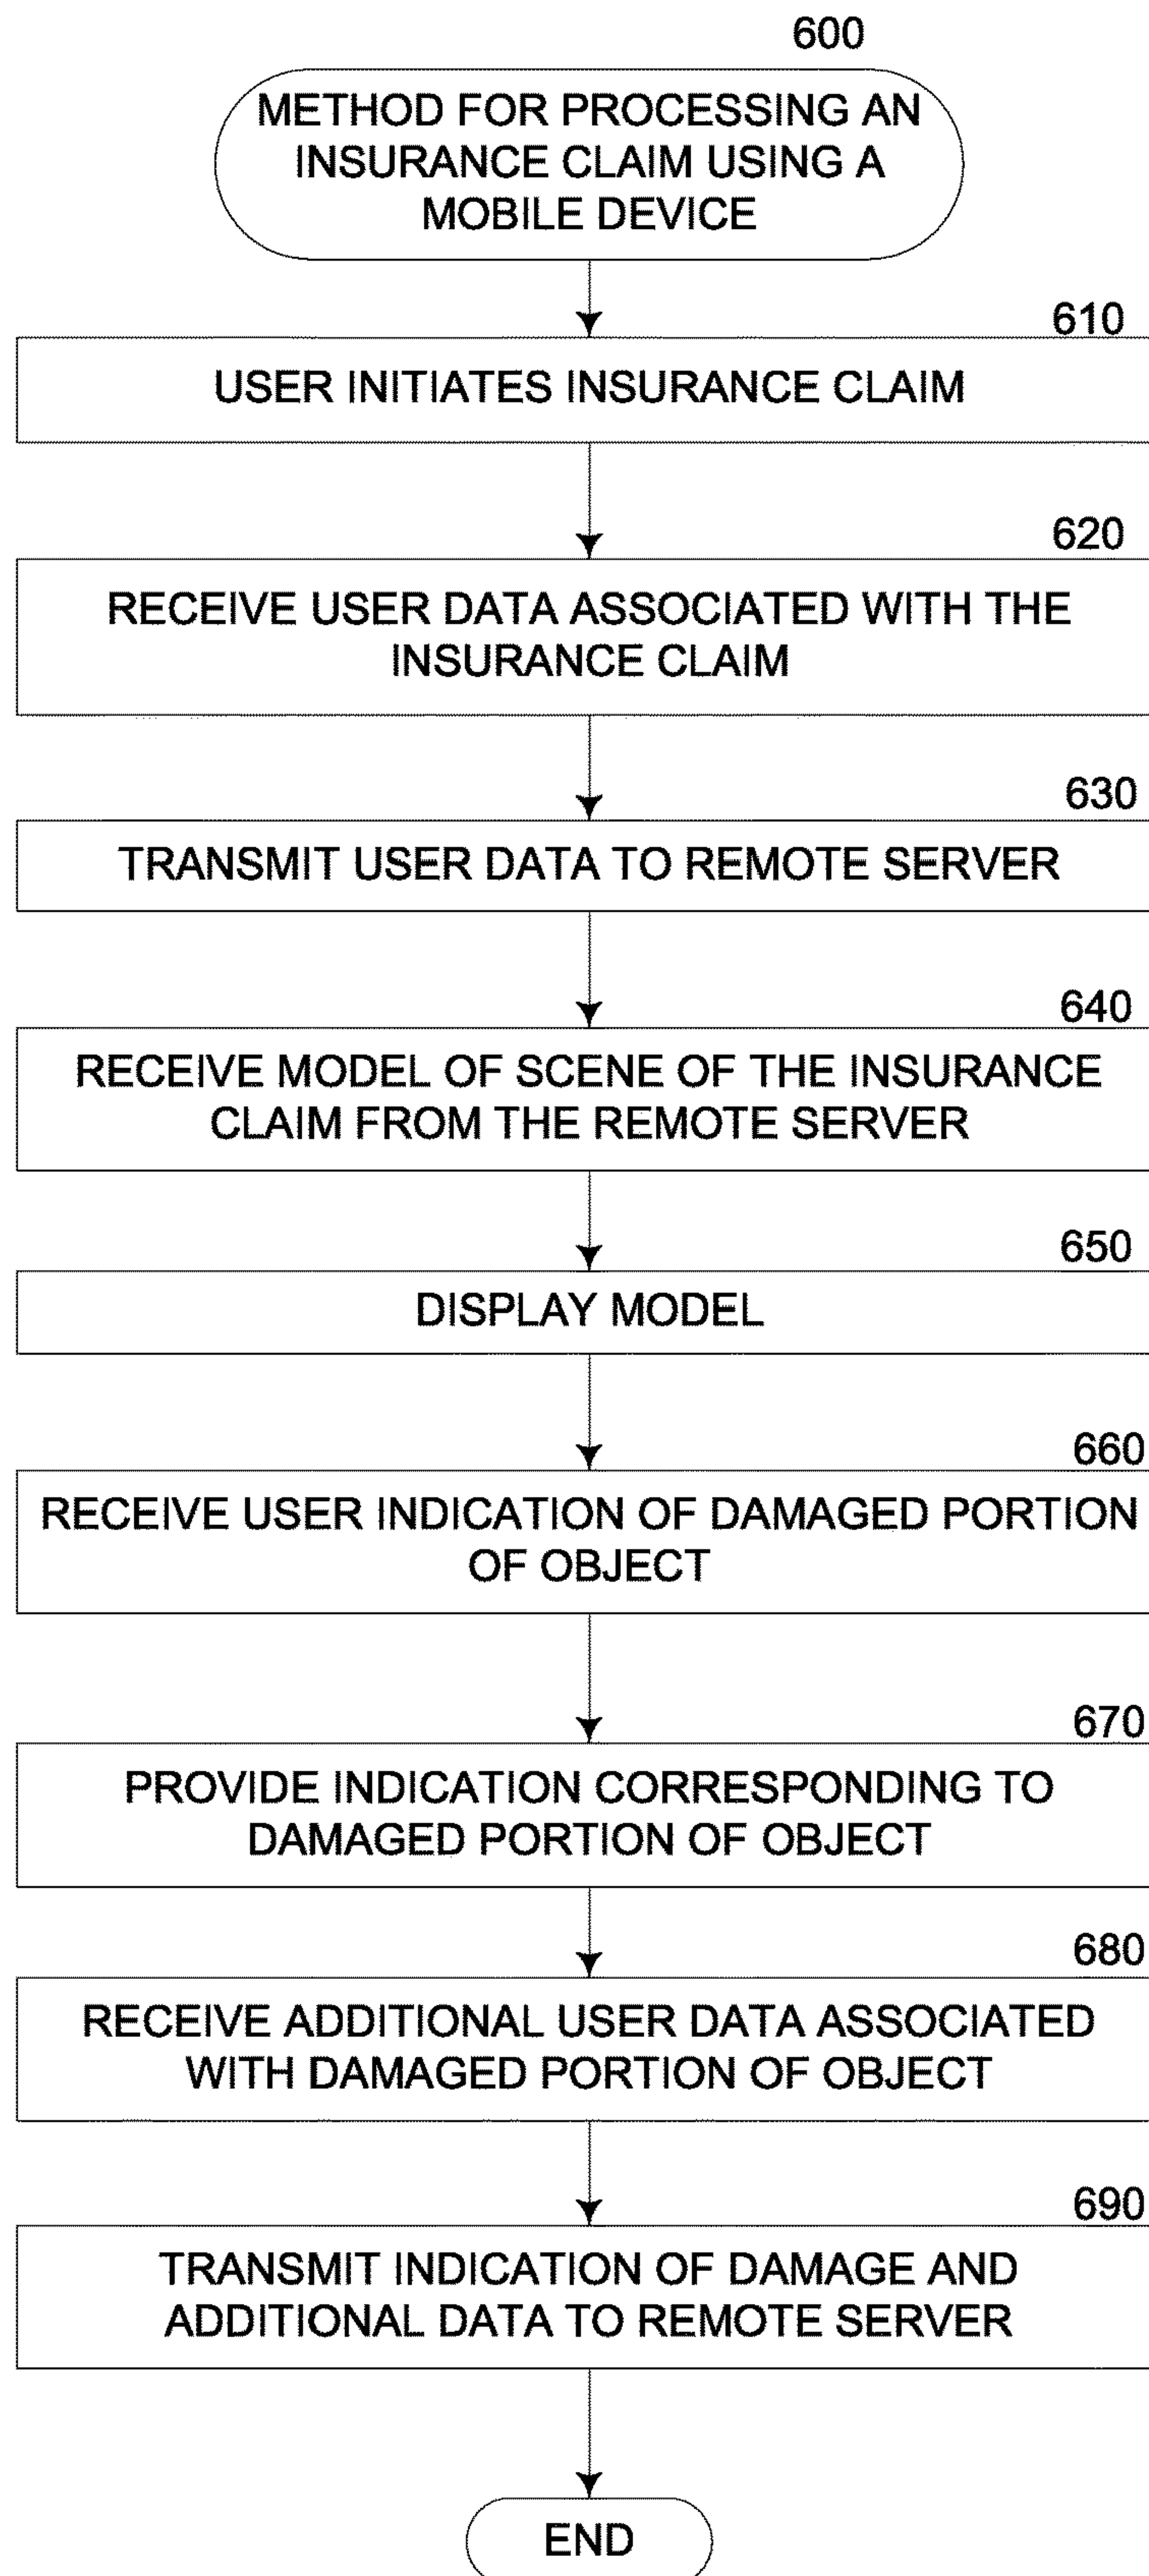 600
METHOD FOR PROCESSING AN
INSURANCE CLAIM USING A
MOBILE DEVICE
610
USER INITIATES INSURANCE CLAIM
620
RECEIVE USER DATA ASSOCIATED WITH THE
INSURANCE CLAIM
630
TRANSMIT USER DATA TO REMOTE SERVER
640
RECEIVE MODEL OF SCENE OF THE INSURANCE
CLAIM FROM THE REMOTE SERVER
650
DISPLAY MODEL
660
RECEIVE USER INDICATION OF DAMAGED PORTION
OF OBJECT
670
PROVIDE INDICATION CORRESPONDING TO
DAMAGED PORTION OF OBJECT
680
RECEIVE ADDITIONAL USER DATA ASSOCIATED
WITH DAMAGED PORTION OF OBJECT
690
TRANSMIT INDICATION OF DAMAGE AND
ADDITIONAL DATA TO REMOTE SERVER
END